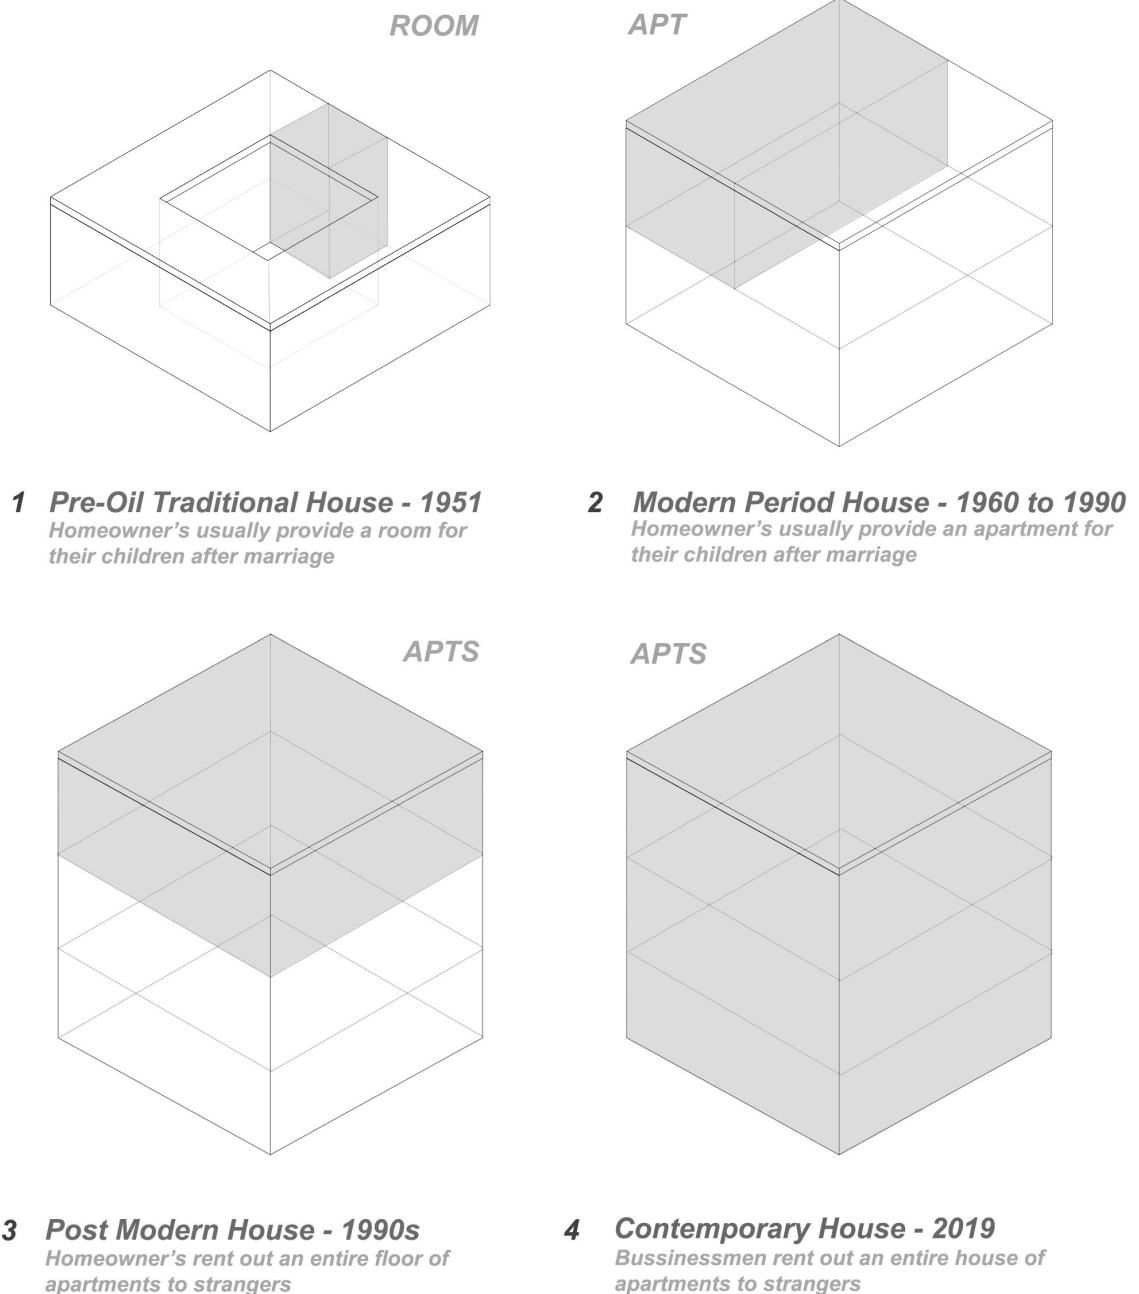 ROOM
APT
1 Pre-Oil Traditional House - 1951
Homeowner's usually provide a room for
their children after marriage
2 Modern Period House - 1960 to 1990
Homeowner's usually provide an apartment for
their children after marriage
APTS
APTS
3 Post Modern House - 1990s
Homeowner's rent out an entire floor of
apartments to strangers
4 Contemporary House - 2019
Bussinessmen rent out an entire house of
apartments to strangers